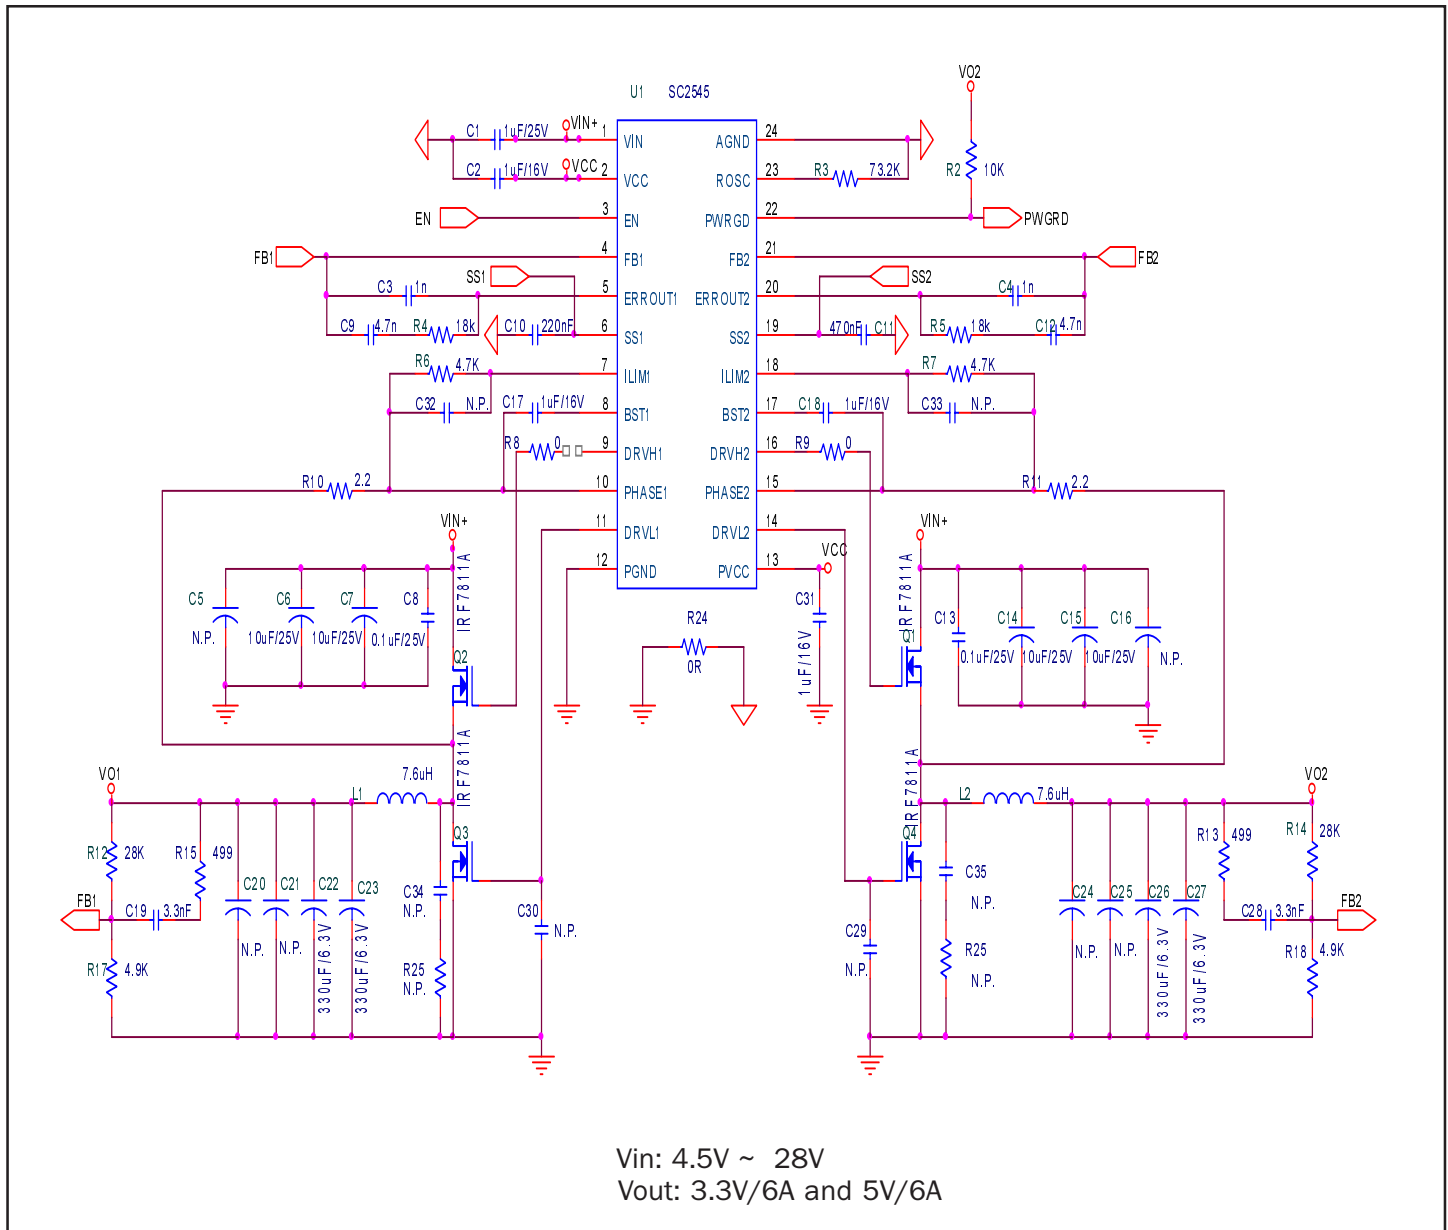 U1 SC2545
VO2
C1 1uF/25V VIN+ 1 VIN AGND 24
C2 1uF/16V VCC 2 VCC ROSC 23 R3 73.2K R2 10K
EN 3 EN PWRGD 22 PWGRD
FB1 4 FB1 FB2 21 FB2
SS1 SS2
C3 1n 5 ERROUT1 ERROUT2 20 C4 1n
C9 4.7n R4 18k C10 220nF 6 SS1 SS2 19 470nF C11 R5 18k C12 4.7n
R6 4.7K 7 ILIM1 ILIM2 18 R7 4.7K
C32 N.P. C17 1uF/16V 8 BST1 BST2 17 C18 1uF/16V C33 N.P.
R8 0 9 DRVH1 DRVH2 16 R9 0
R10 2.2 10 PHASE1 PHASE2 15 R11 2.2
VIN+ 11 DRVL1 DRVL2 14 VIN+
12 PGND PVCC 13 VCC
IRF7811A IRF7811A
C5 N.P. C6 10uF/25V C7 10uF/25V C8 0.1uF/25V
R24 0R
C31 1uF/16V
C13 0.1uF/25V C14 10uF/25V C15 10uF/25V C16 N.P.
Q2 Q1
IRF7811A IRF7811A
VO1 7.6uH L1
L2 7.6uH VO2
Q3 Q4
R12 28K R15 499
R13 499 R14 28K
C20 N.P. C21 N.P. C22 330uF/6.3V C23 330uF/6.3V
C34 N.P. C30 N.P.
C35 N.P. C29 N.P.
C24 N.P. C25 N.P. C26 330uF/6.3V C27 330uF/6.3V
FB1 C19 3.3nF
C28 3.3nF FB2
R17 4.9K R25 N.P.
R25 N.P. R18 4.9K
Vin: 4.5V ~ 28V
Vout: 3.3V/6A and 5V/6A